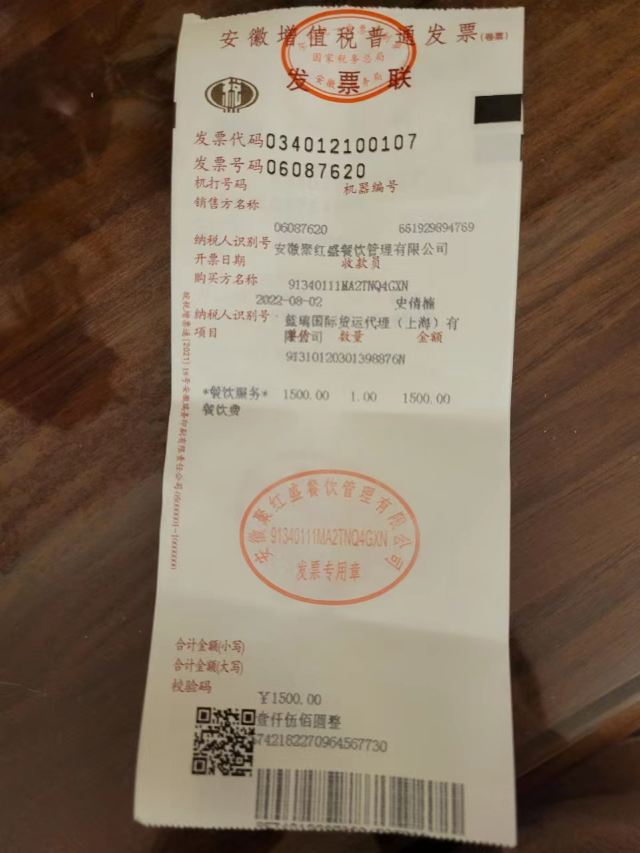 安徽增值税普通发票(卷票)
国家税务总局
发票联
发票代码034012100107
发票号码06087620
机打号码 机器编号
销售方名称
06087620 661929894769
纳税人识别号 安徽聚红盛餐饮管理有限公司
开票日期 收款员
购买方名称 91340111MA2TNQ4GXN
2022-08-02 史倩楠
纳税人识别号 蓝璃国际货运代理（上海）有
项目 限公司 数量 金额
91310120301398876N
*餐饮服务* 1500.00 1.00 1500.00
餐饮费
安徽聚红盛餐饮管理有限公司
91340111MA2TNQ4GXN
发票专用章
合计金额(小写)
合计金额(大写)
校验码
￥1500.00
壹仟伍佰圆整
74218227096456773​0